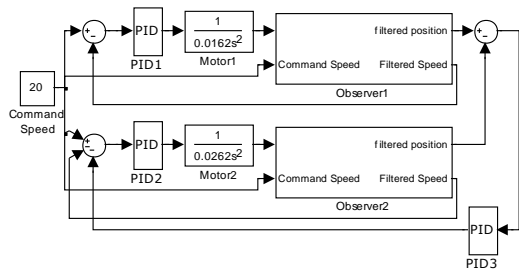 PID
PID1
1
0.0162s²
Motor1
filtered position
Command Speed
Filtered Speed
Observer1
20
Command
Speed
PID
PID2
1
0.0262s²
Motor2
filtered position
Command Speed
Filtered Speed
Observer2
PID
PID3